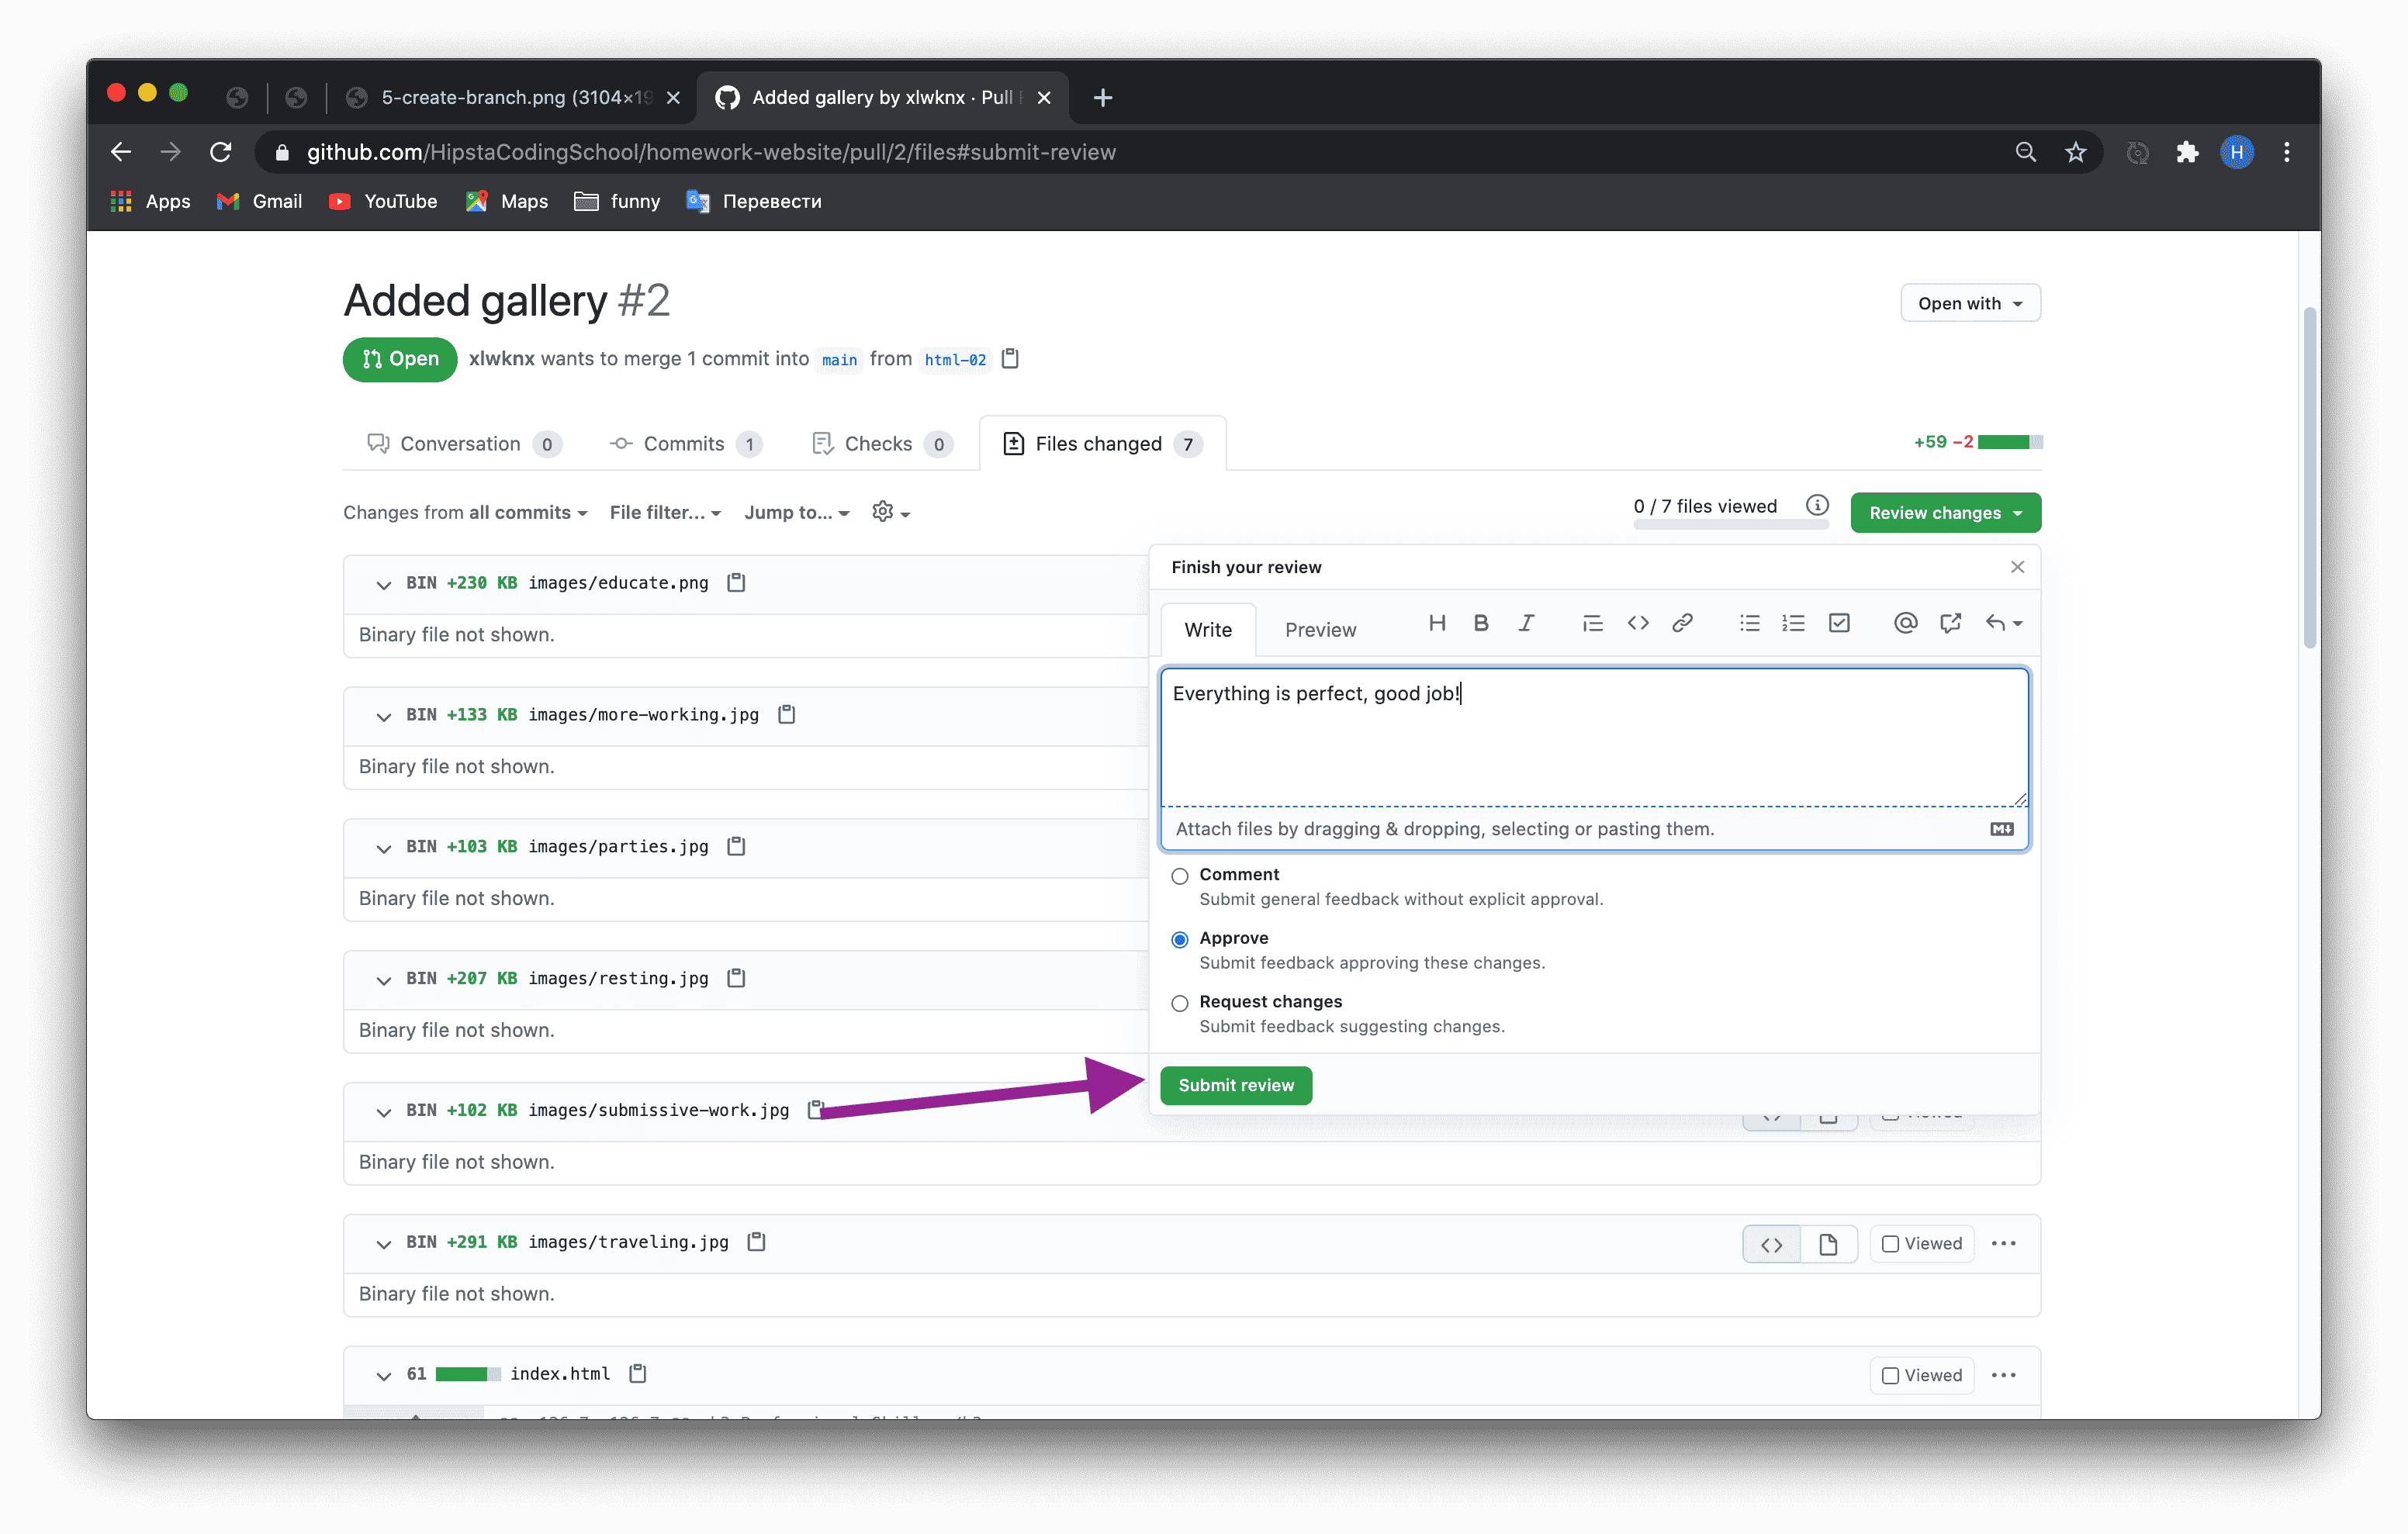 5-create-branch.png (3104×19
Added gallery by xlwknx · Pull
github.com/HipstaCodingSchool/homework-website/pull/2/files#submit-review
H
Apps Gmail YouTube Maps funny Перевести
Added gallery #2
Open with
Open xlwknx wants to merge 1 commit into main from html-02
Conversation 0 Commits 1 Checks 0 Files changed 7
+59 −2
Changes from all commits File filter... Jump to...
0 / 7 files viewed
Review changes
BIN +230 KB images/educate.png
Binary file not shown.
BIN +133 KB images/more-working.jpg
Binary file not shown.
BIN +103 KB images/parties.jpg
Binary file not shown.
BIN +207 KB images/resting.jpg
Binary file not shown.
BIN +102 KB images/submissive-work.jpg
Binary file not shown.
BIN +291 KB images/traveling.jpg
Viewed
Binary file not shown.
61 index.html
Viewed
Finish your review
Write Preview
Everything is perfect, good job!
Attach files by dragging & dropping, selecting or pasting them.
Comment
Submit general feedback without explicit approval.
Approve
Submit feedback approving these changes.
Request changes
Submit feedback suggesting changes.
Submit review